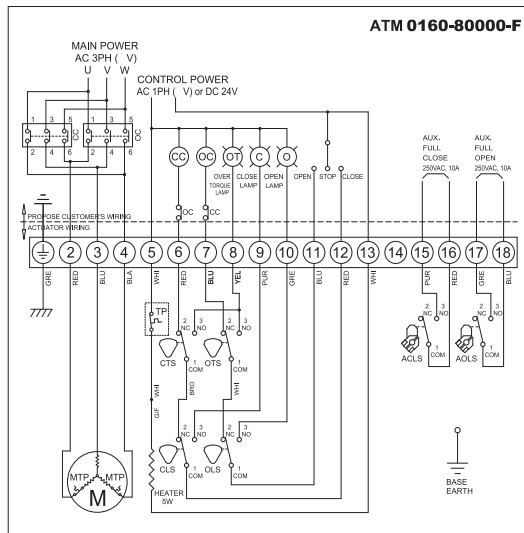 ATM 0160-80000-F
MAIN POWER
AC 3PH ( V)
U V W
CONTROL POWER
AC 1PH ( V) or DC 24V
1 3 5 1 3 5
CC OC
2 4 6 2 4 6
CC OC OT C O
OVER TORQUE LAMP
CLOSE LAMP
OPEN LAMP
OPEN STOP CLOSE
OC CC
AUX. FULL CLOSE
250VAC, 10A
AUX. FULL OPEN
250VAC, 10A
PROPOSE CUSTOMER'S WIRING
ACTUATOR WIRING
2 3 4 5 6 7 8 9 10 11 12 13 14 15 16 17 18
GRE RED BLU BLA WHI RED BLU YEL PUR GRE BLU RED WHI PUR RED GRE BLU
TP
2 NC 3 NO 2 NC 3 NO
CTS OTS
1 COM 1 COM
2 NC 3 NO 2 NC 3 NO
ACLS AOLS
1 COM 1 COM
WHI BRO WHI
G/F
2 NC 3 NO 2 NC 3 NO
CLS OLS
1 COM 1 COM
MTP MTP
M
HEATER
5W
BASE
EARTH